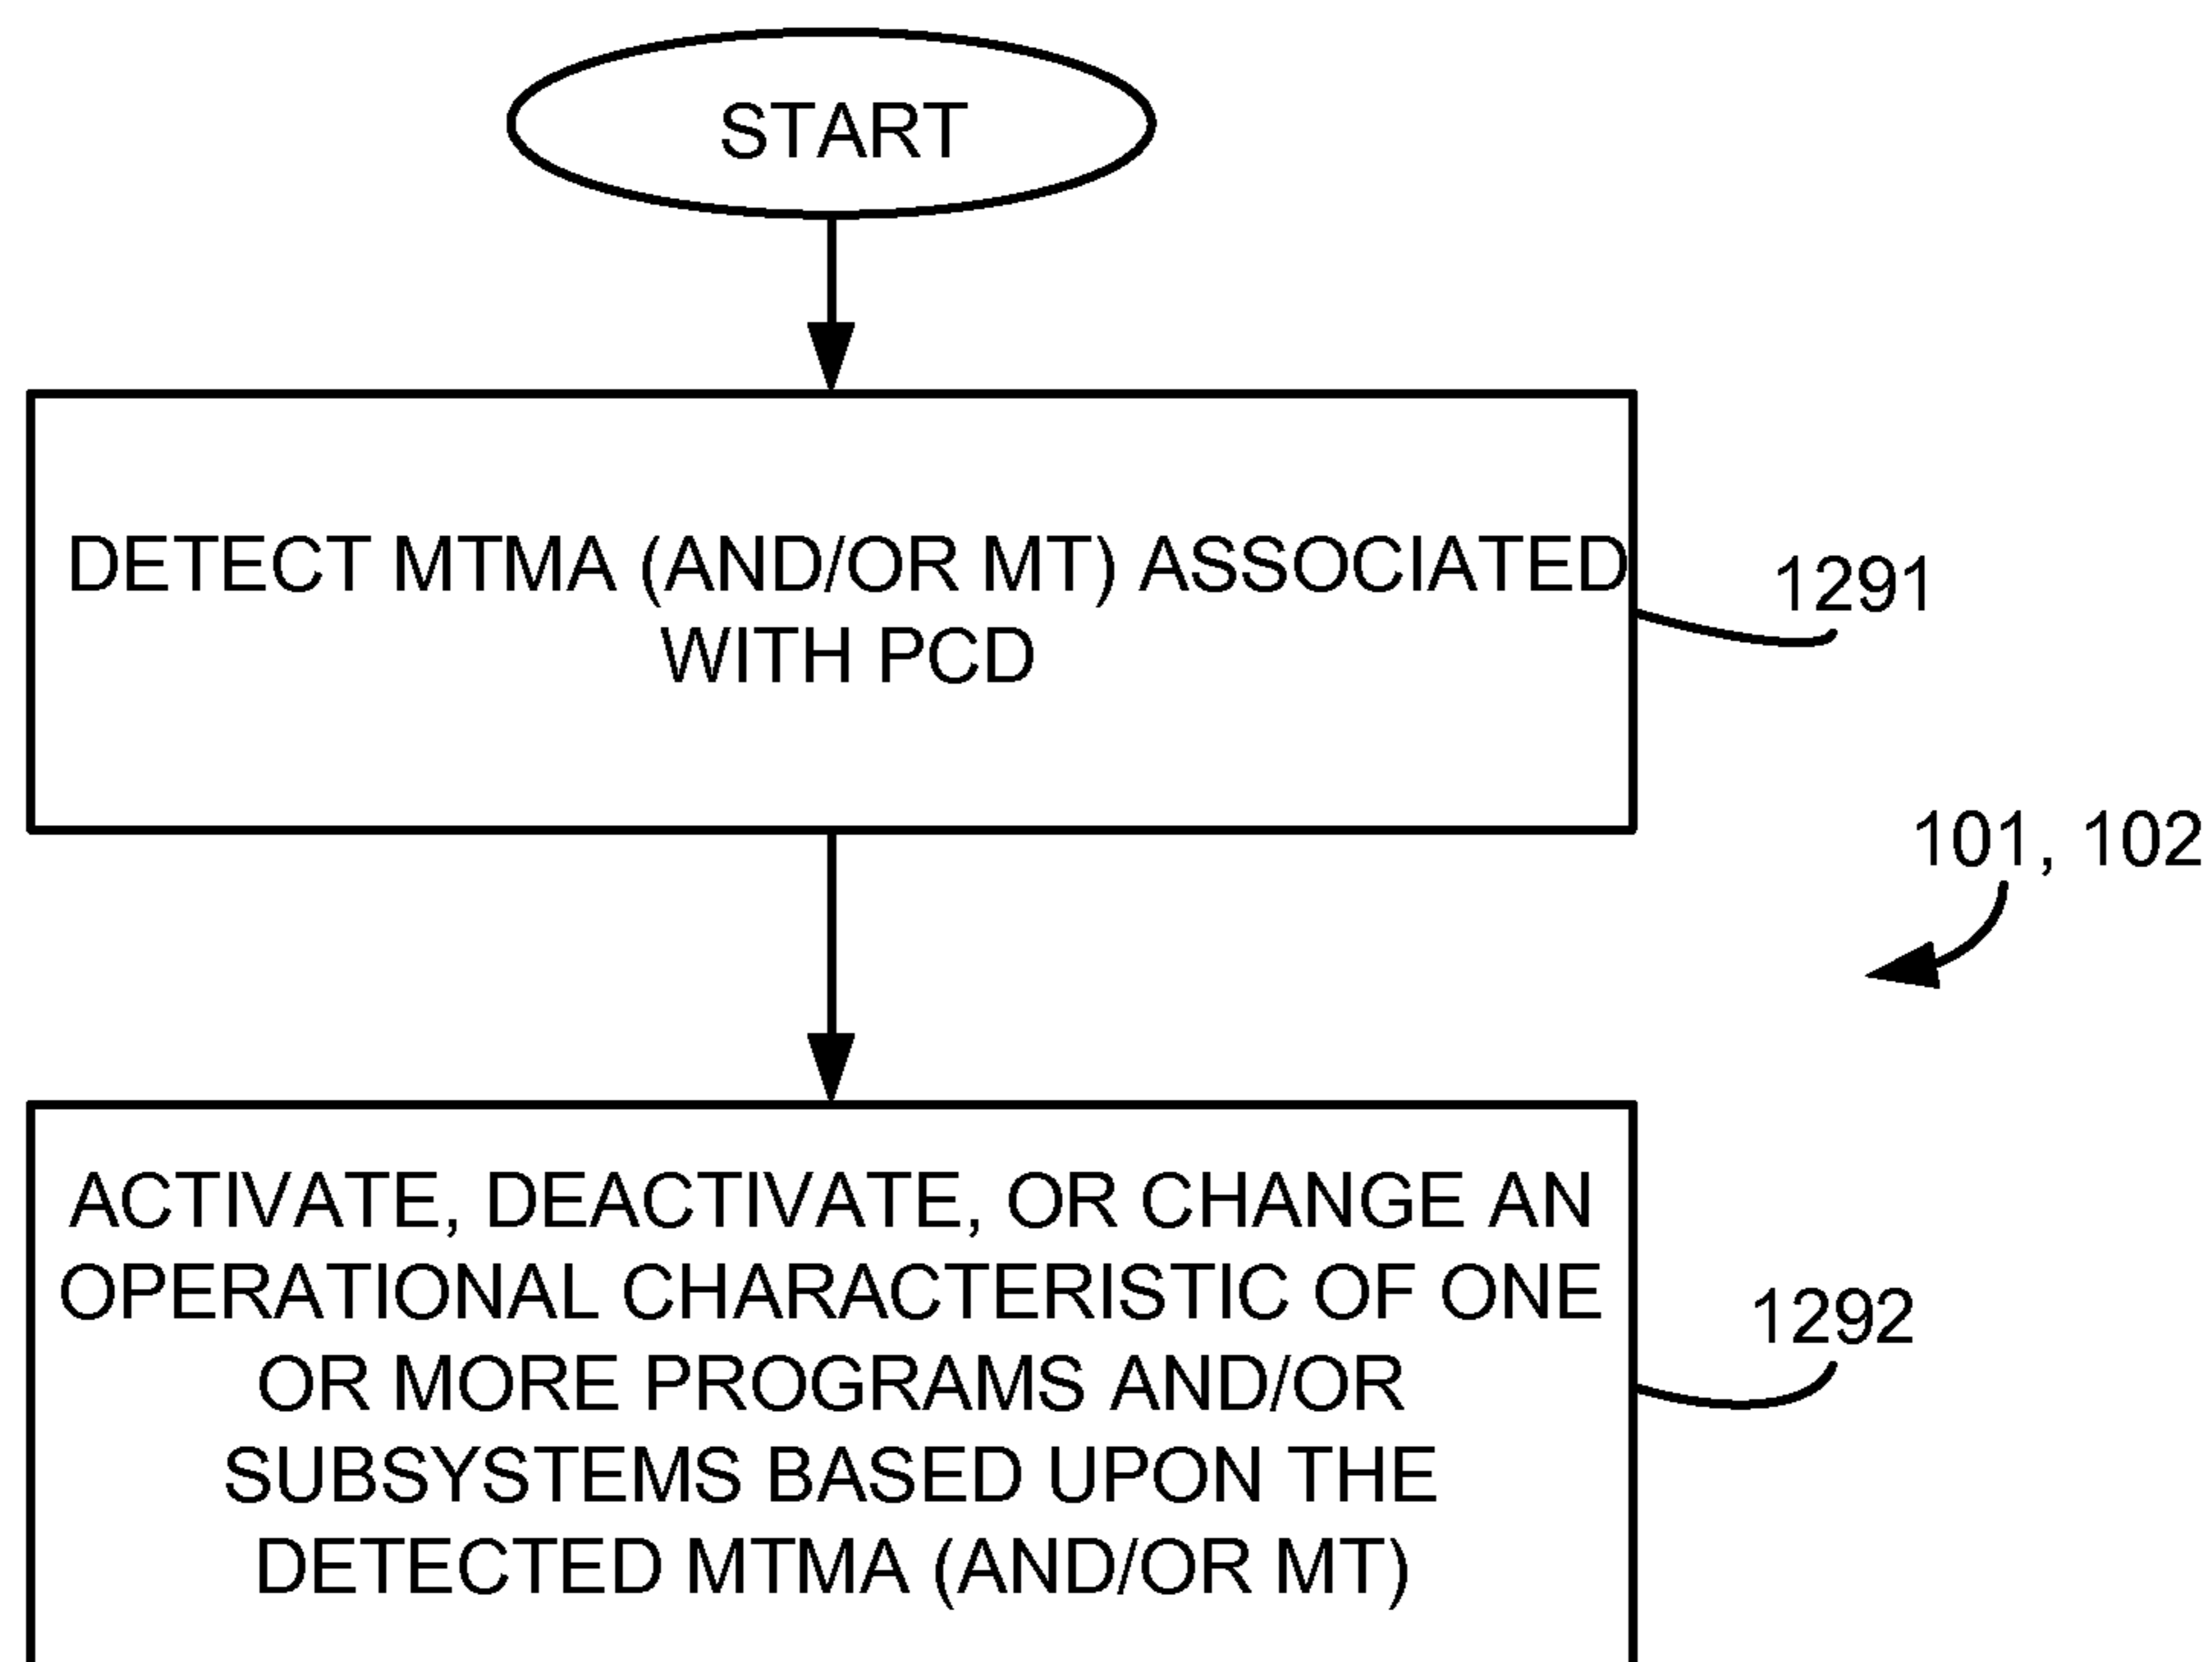 START
DETECT MTMA (AND/OR MT) ASSOCIATED
WITH PCD
1291
101, 102
ACTIVATE, DEACTIVATE, OR CHANGE AN
OPERATIONAL CHARACTERISTIC OF ONE
OR MORE PROGRAMS AND/OR
SUBSYSTEMS BASED UPON THE
DETECTED MTMA (AND/OR MT)
1292